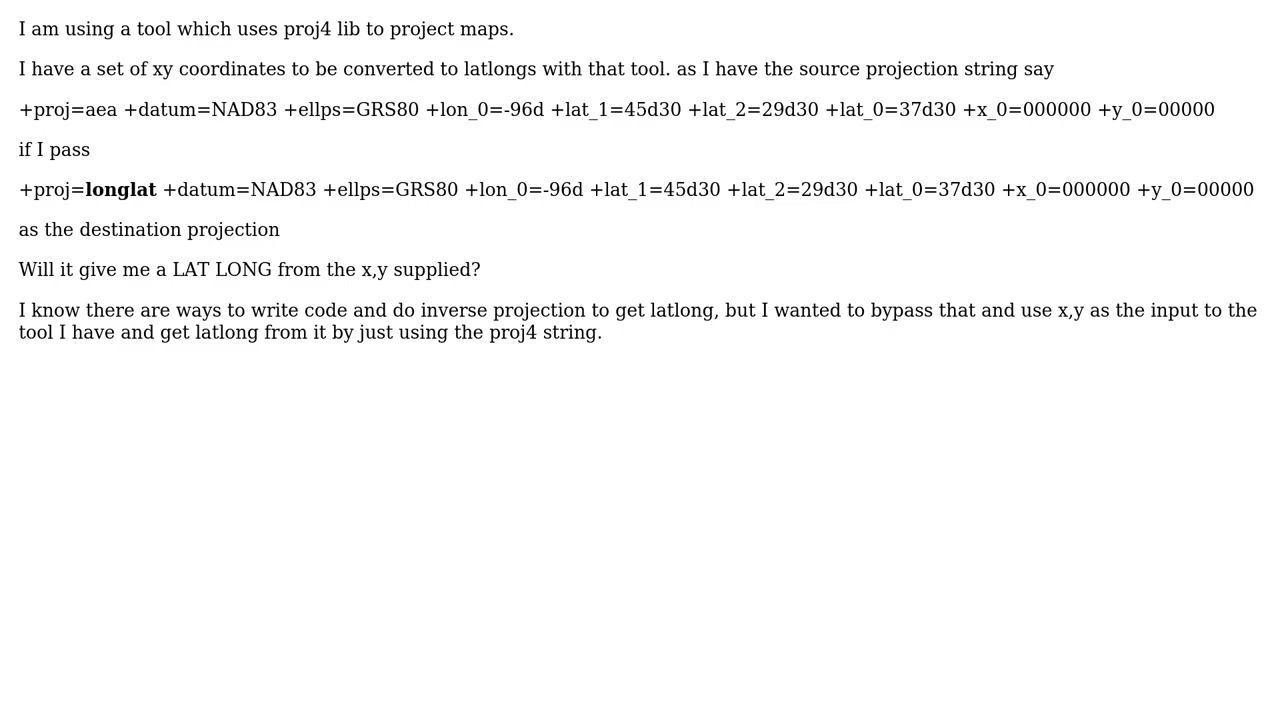 I am using a tool which uses proj4 lib to project maps.
I have a set of xy coordinates to be converted to latlongs with that tool. as I have the source projection string say
+proj=aea +datum=NAD83 +ellps=GRS80 +lon_0=-96d +lat_1=45d30 +lat_2=29d30 +lat_0=37d30 +x_0=000000 +y_0=00000
if I pass
+proj=longlat +datum=NAD83 +ellps=GRS80 +lon_0=-96d +lat_1=45d30 +lat_2=29d30 +lat_0=37d30 +x_0=000000 +y_0=00000
as the destination projection
Will it give me a LAT LONG from the x,y supplied?
I know there are ways to write code and do inverse projection to get latlong, but I wanted to bypass that and use x,y as the input to the
tool I have and get latlong from it by just using the proj4 string.